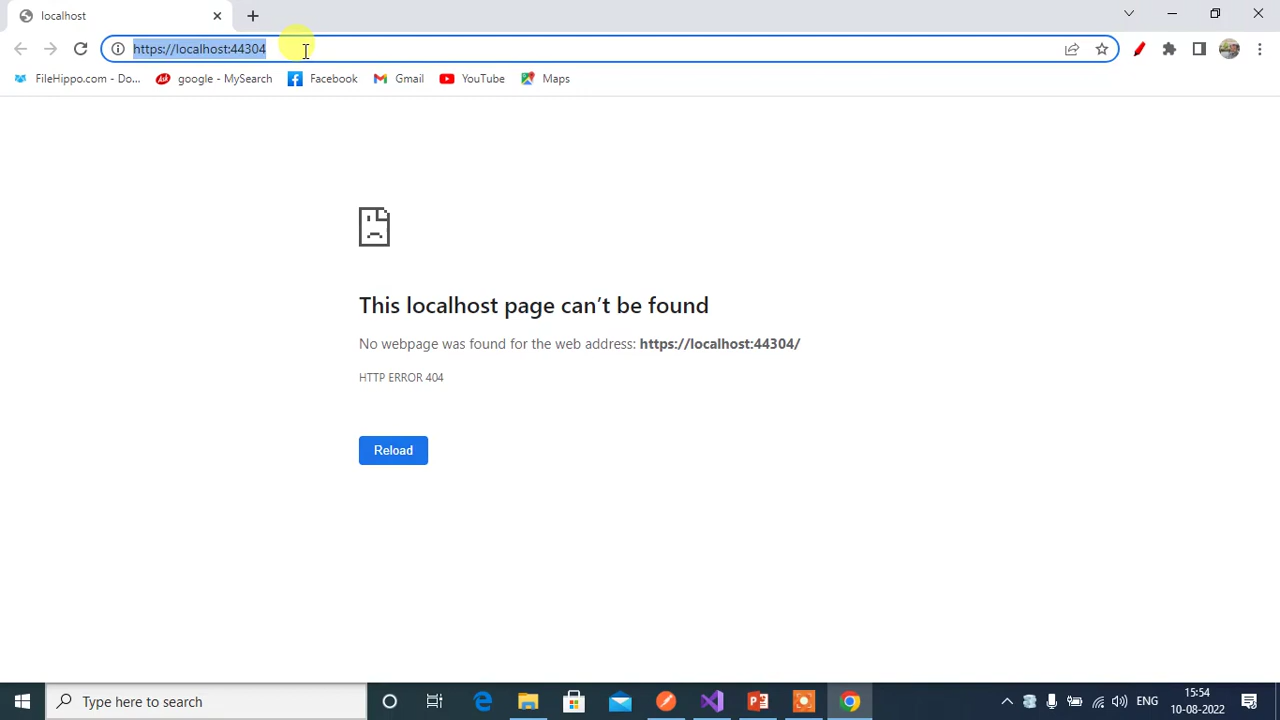 localhost
https://localhost:44304
FileHippo.com - Do...
google - MySearch
Facebook
Gmail
YouTube
Maps
This localhost page can't be found
No webpage was found for the web address: https://localhost:44304/
HTTP ERROR 404
Reload
Type here to search
ENG
15:54
10-08-2022